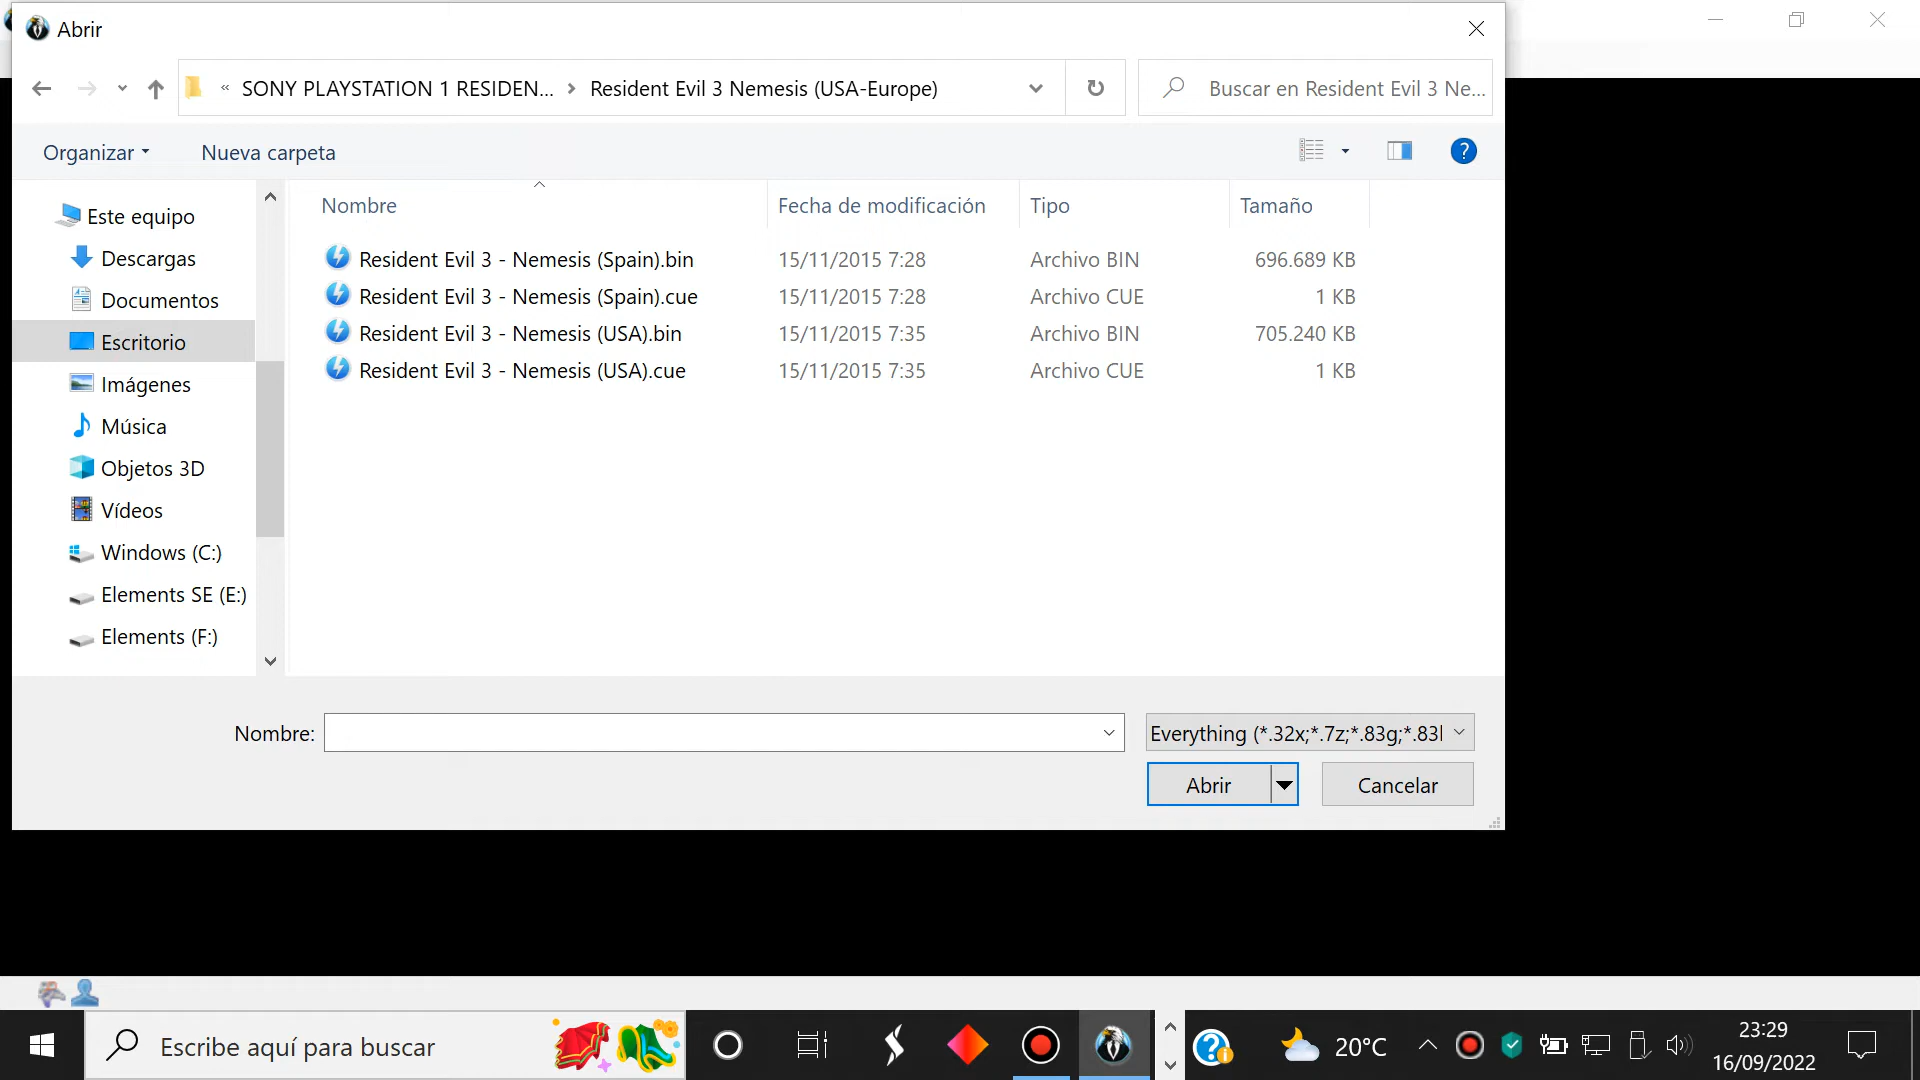 Abrir
« SONY PLAYSTATION 1 RESIDEN... > Resident Evil 3 Nemesis (USA-Europe)
Buscar en Resident Evil 3 Ne...
Organizar
Nueva carpeta
?
Nombre
Fecha de modificación
Tipo
Tamaño
Este equipo
Descargas
Documentos
Escritorio
Imágenes
Música
Objetos 3D
Vídeos
Windows (C:)
Elements SE (E:)
Elements (F:)
Resident Evil 3 - Nemesis (Spain).bin 15/11/2015 7:28 Archivo BIN 696.689 KB
Resident Evil 3 - Nemesis (Spain).cue 15/11/2015 7:28 Archivo CUE 1 KB
Resident Evil 3 - Nemesis (USA).bin 15/11/2015 7:35 Archivo BIN 705.240 KB
Resident Evil 3 - Nemesis (USA).cue 15/11/2015 7:35 Archivo CUE 1 KB
Nombre:
Everything (*.32x;*.7z;*.83g;*.83l
Abrir
Cancelar
Escribe aquí para buscar
20°C
23:29
16/09/2022